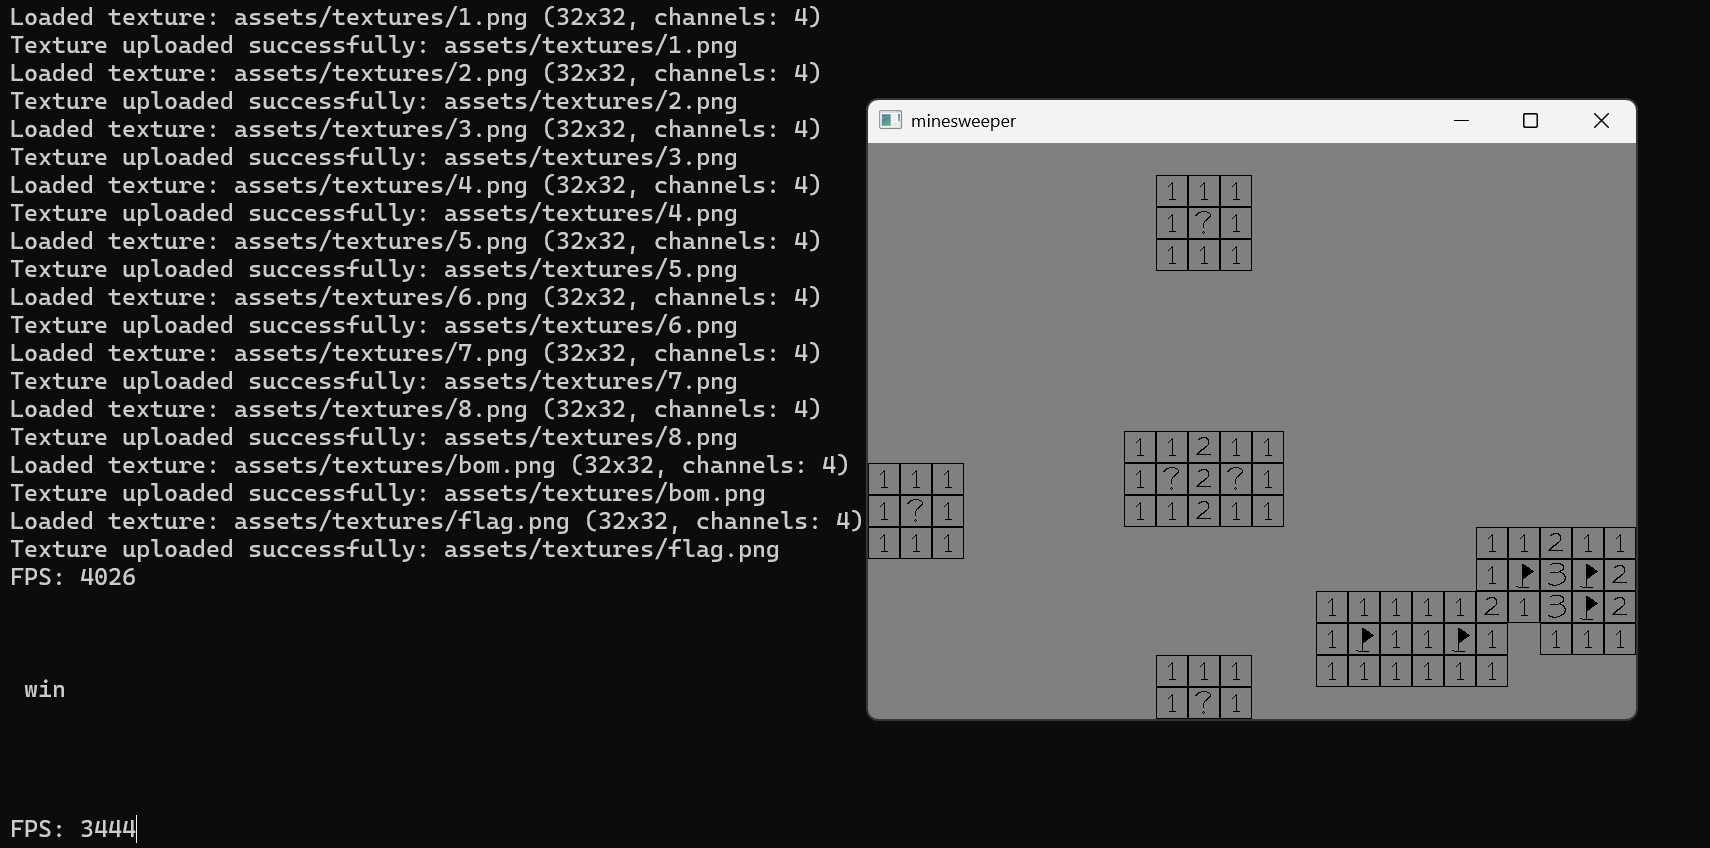 Loaded texture: assets/textures/1.png (32x32, channels: 4)
Texture uploaded successfully: assets/textures/1.png
Loaded texture: assets/textures/2.png (32x32, channels: 4)
Texture uploaded successfully: assets/textures/2.png
Loaded texture: assets/textures/3.png (32x32, channels: 4)
Texture uploaded successfully: assets/textures/3.png
Loaded texture: assets/textures/4.png (32x32, channels: 4)
Texture uploaded successfully: assets/textures/4.png
Loaded texture: assets/textures/5.png (32x32, channels: 4)
Texture uploaded successfully: assets/textures/5.png
Loaded texture: assets/textures/6.png (32x32, channels: 4)
Texture uploaded successfully: assets/textures/6.png
Loaded texture: assets/textures/7.png (32x32, channels: 4)
Texture uploaded successfully: assets/textures/7.png
Loaded texture: assets/textures/8.png (32x32, channels: 4)
Texture uploaded successfully: assets/textures/8.png
Loaded texture: assets/textures/bom.png (32x32, channels: 4)
Texture uploaded successfully: assets/textures/bom.png
Loaded texture: assets/textures/flag.png (32x32, channels: 4)
Texture uploaded successfully: assets/textures/flag.png
FPS: 4026
win
FPS: 3444
minesweeper
1 1 1
1 ? 1
1 1 1
1 1 2 1 1
1 1 1 1 ? 2 ? 1
1 ? 1 1 1 2 1 1
1 1 1 1 1 2 1 1
1 3 2
1 1 1 1 1 2 1 3 2
1 1 1 1 1 1 1
1 1 1 1 1 1 1 1 1
1 ? 1